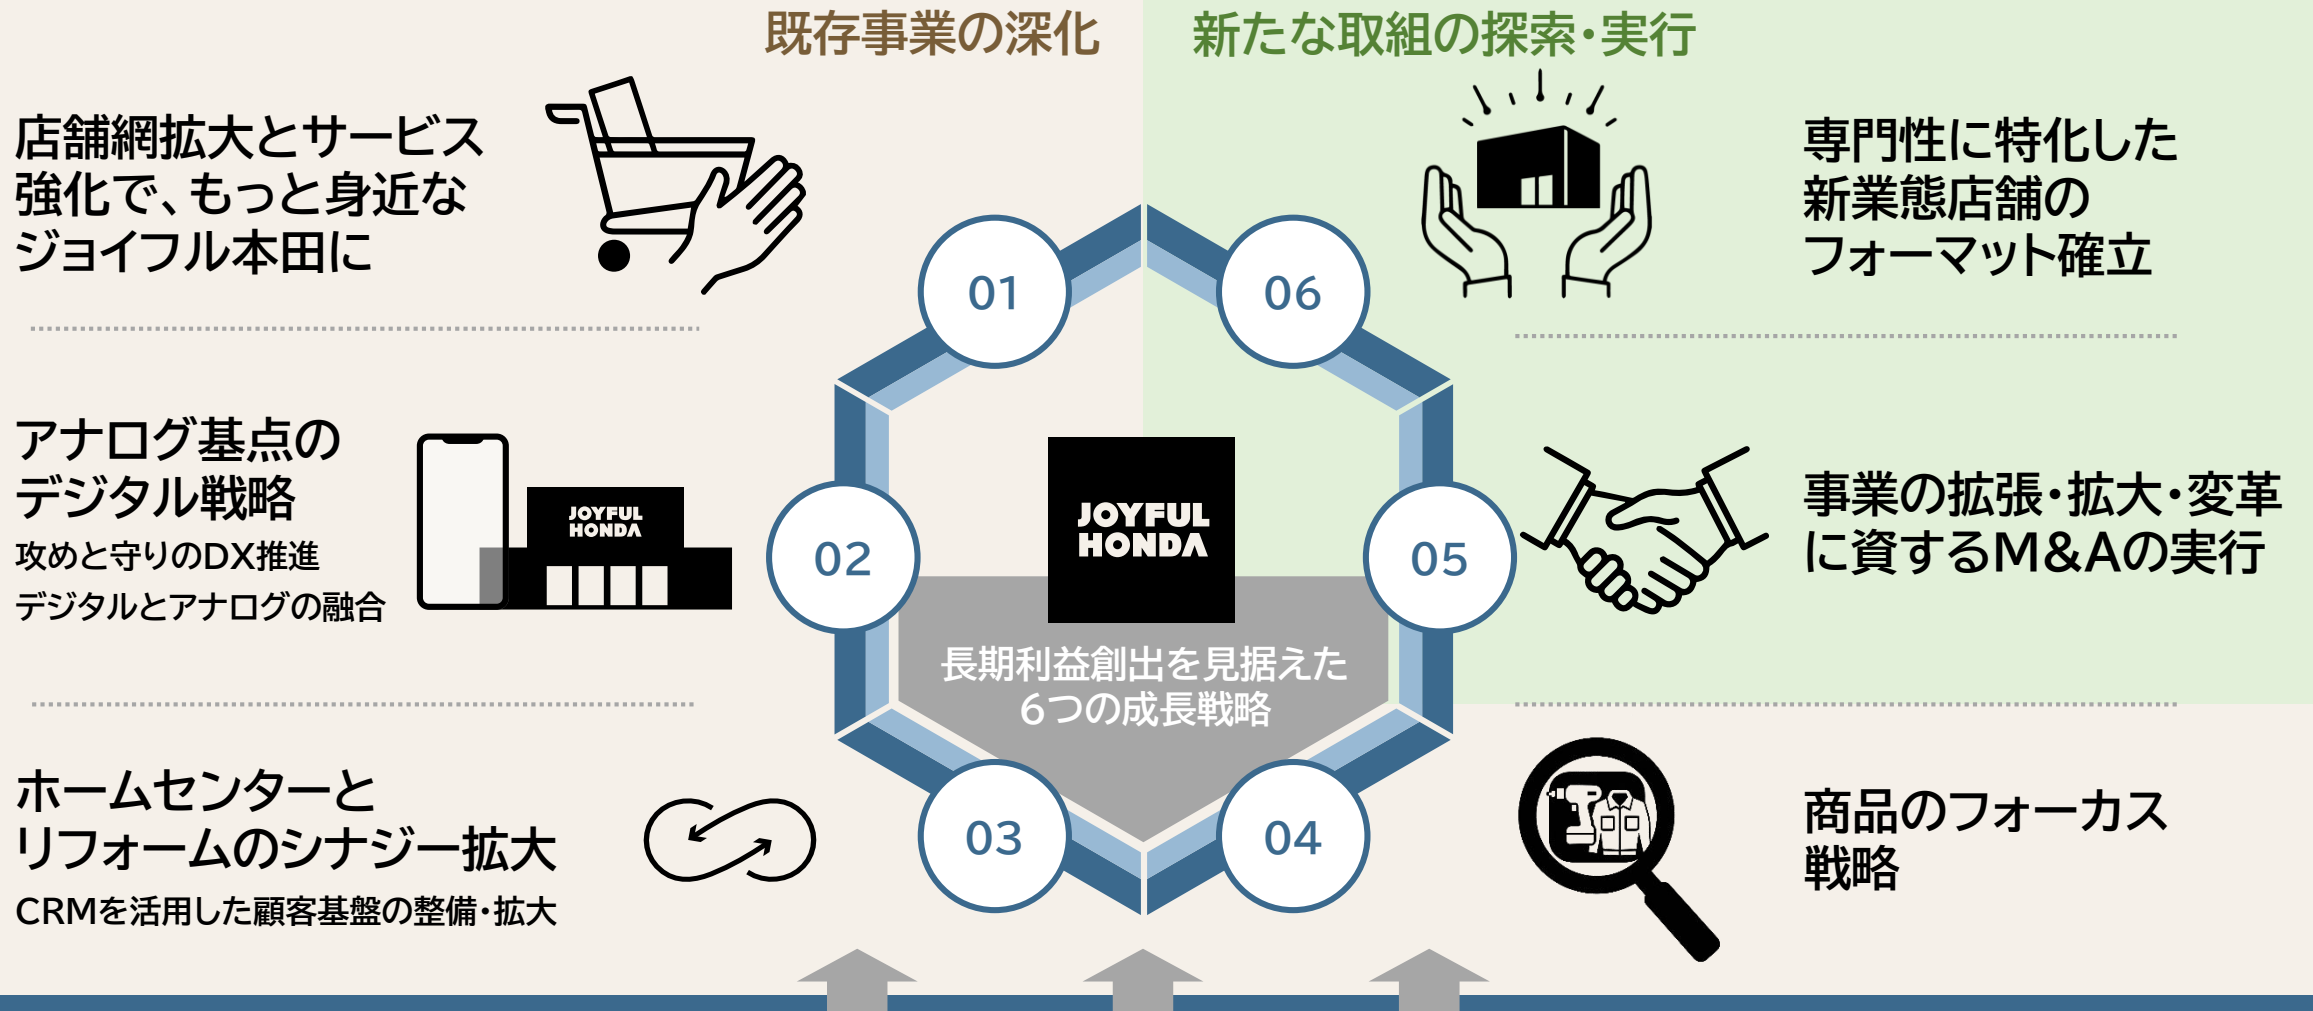 既存事業の深化
新たな取組の探索・実行
店舗網拡大とサービス
強化で、もっと身近な
ジョイフル本田に
01
アナログ基点の
デジタル戦略
攻めと守りのDX推進
デジタルとアナログの融合
JOYFUL
HONDA
02
ホームセンターと
リフォームのシナジー拡大
CRMを活用した顧客基盤の整備・拡大
03
JOYFUL
HONDA
長期利益創出を見据えた
6つの成長戦略
06
専門性に特化した
新業態店舗の
フォーマット確立
05
事業の拡張・拡大・変革
に資するM&Aの実行
04
商品のフォーカス
戦略